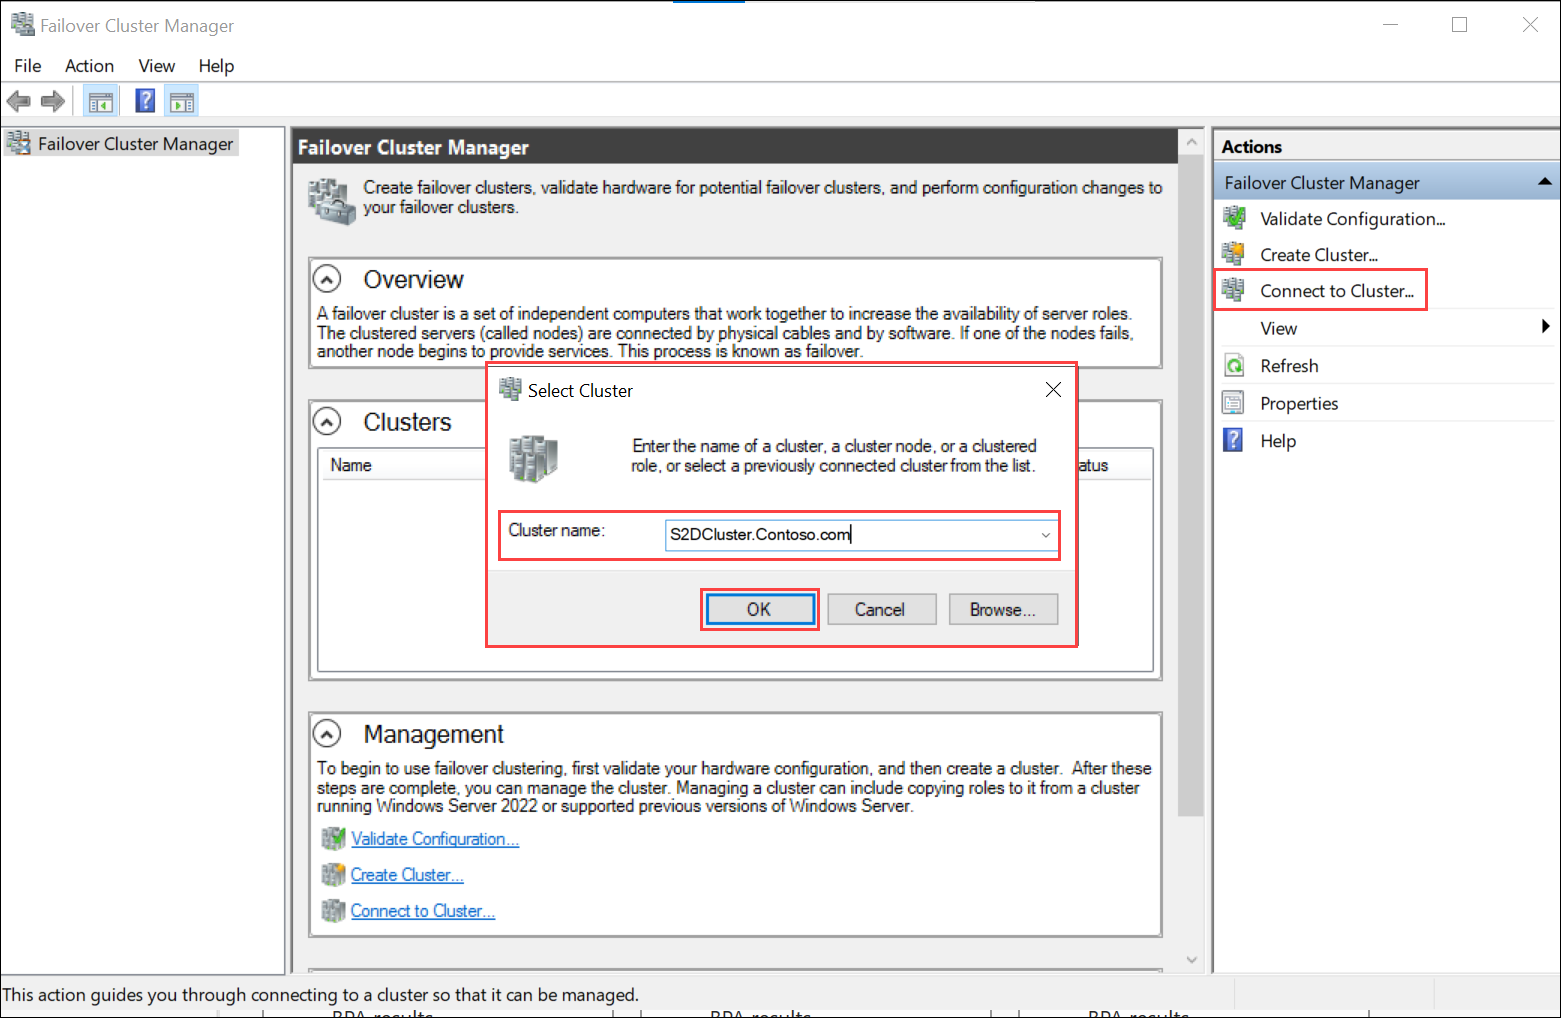 Failover Cluster Manager
File Action View Help
Failover Cluster Manager
Failover Cluster Manager
Create failover clusters, validate hardware for potential failover clusters, and perform configuration changes to
your failover clusters.
Overview
A failover cluster is a set of independent computers that work together to increase the availability of server roles.
The clustered servers (called nodes) are connected by physical cables and by software. If one of the nodes fails,
another node begins to provide services. This process is known as failover.
Clusters
Name
atus
Select Cluster
Enter the name of a cluster, a cluster node, or a clustered
role, or select a previously connected cluster from the list.
Cluster name:
S2DCluster.Contoso.com
OK
Cancel
Browse...
Management
To begin to use failover clustering, first validate your hardware configuration, and then create a cluster. After these
steps are complete, you can manage the cluster. Managing a cluster can include copying roles to it from a cluster
running Windows Server 2022 or supported previous versions of Windows Server.
Validate Configuration...
Create Cluster...
Connect to Cluster...
Actions
Failover Cluster Manager
Validate Configuration...
Create Cluster...
Connect to Cluster...
View
Refresh
Properties
Help
This action guides you through connecting to a cluster so that it can be managed.
BPA results
BPA results
BPA results